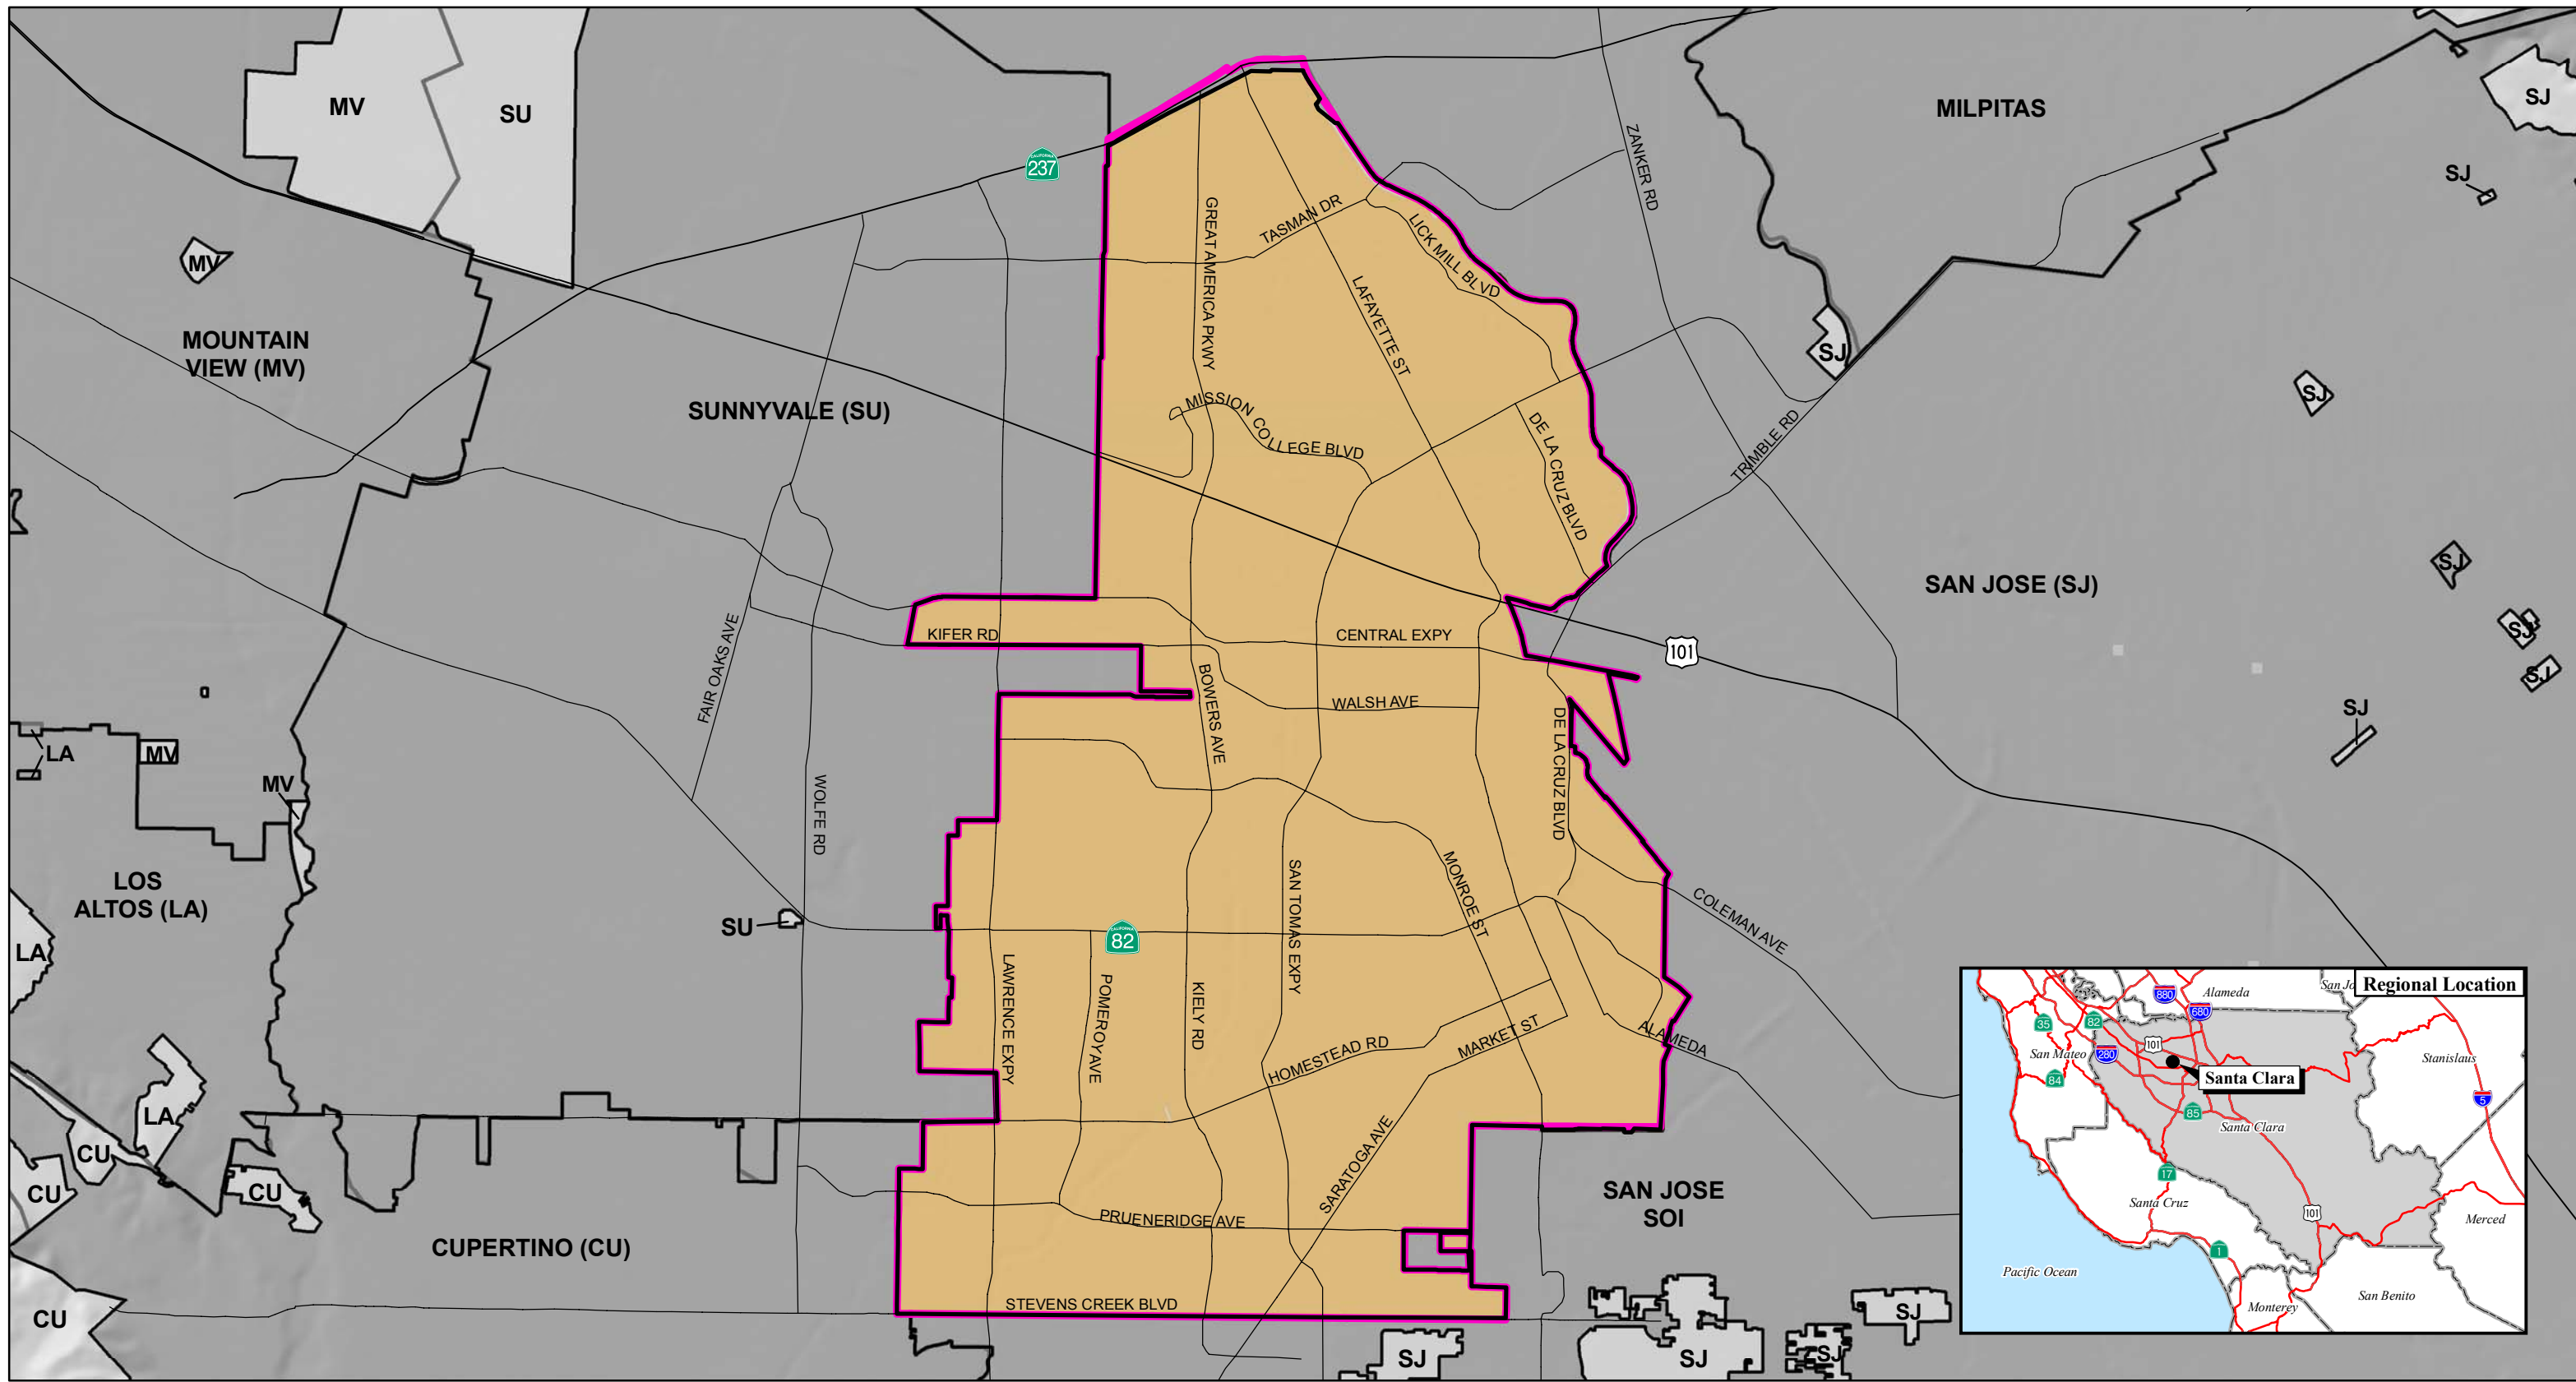 MV
SU
MILPITAS
SJ
CALIFORNIA
237
ZANKER RD
SJ
GREAT AMERICA PKWY
TASMAN DR
LICK MILL BLVD
MV
MOUNTAIN
VIEW (MV)
LAFAYETTE ST
SJ
SUNNYVALE (SU)
MISSION COLLEGE BLVD
DE LA CRUZ BLVD
TRIMBLE RD
SJ
SAN JOSE (SJ)
SJ
FAIR OAKS AVE
KIFER RD
CENTRAL EXPY
101
SJ
SJ
BOWERS AVE
WALSH AVE
DE LA CRUZ BLVD
SJ
LA
MV
MV
WOLFE RD
LOS
ALTOS (LA)
LA
SU
CALIFORNIA
82
SAN TOMAS EXPY
MONROE ST
COLEMAN AVE
LAWRENCE EXPY
POMEROY AVE
KIELY RD
HOMESTEAD RD
MARKET ST
ALAMEDA
LA
CU
CU
CU
SARATOGA AVE
SAN JOSE
SOI
PRUENERIDGE AVE
CUPERTINO (CU)
CU
STEVENS CREEK BLVD
SJ
SJ
SJ
SJ
Regional Location
880
Alameda
San Jo
680
35
82
101
280
San Mateo
84
Stanislaus
Santa Clara
5
85
Santa Clara
17
Santa Cruz
101
Merced
1
Pacific Ocean
Monterey
San Benito